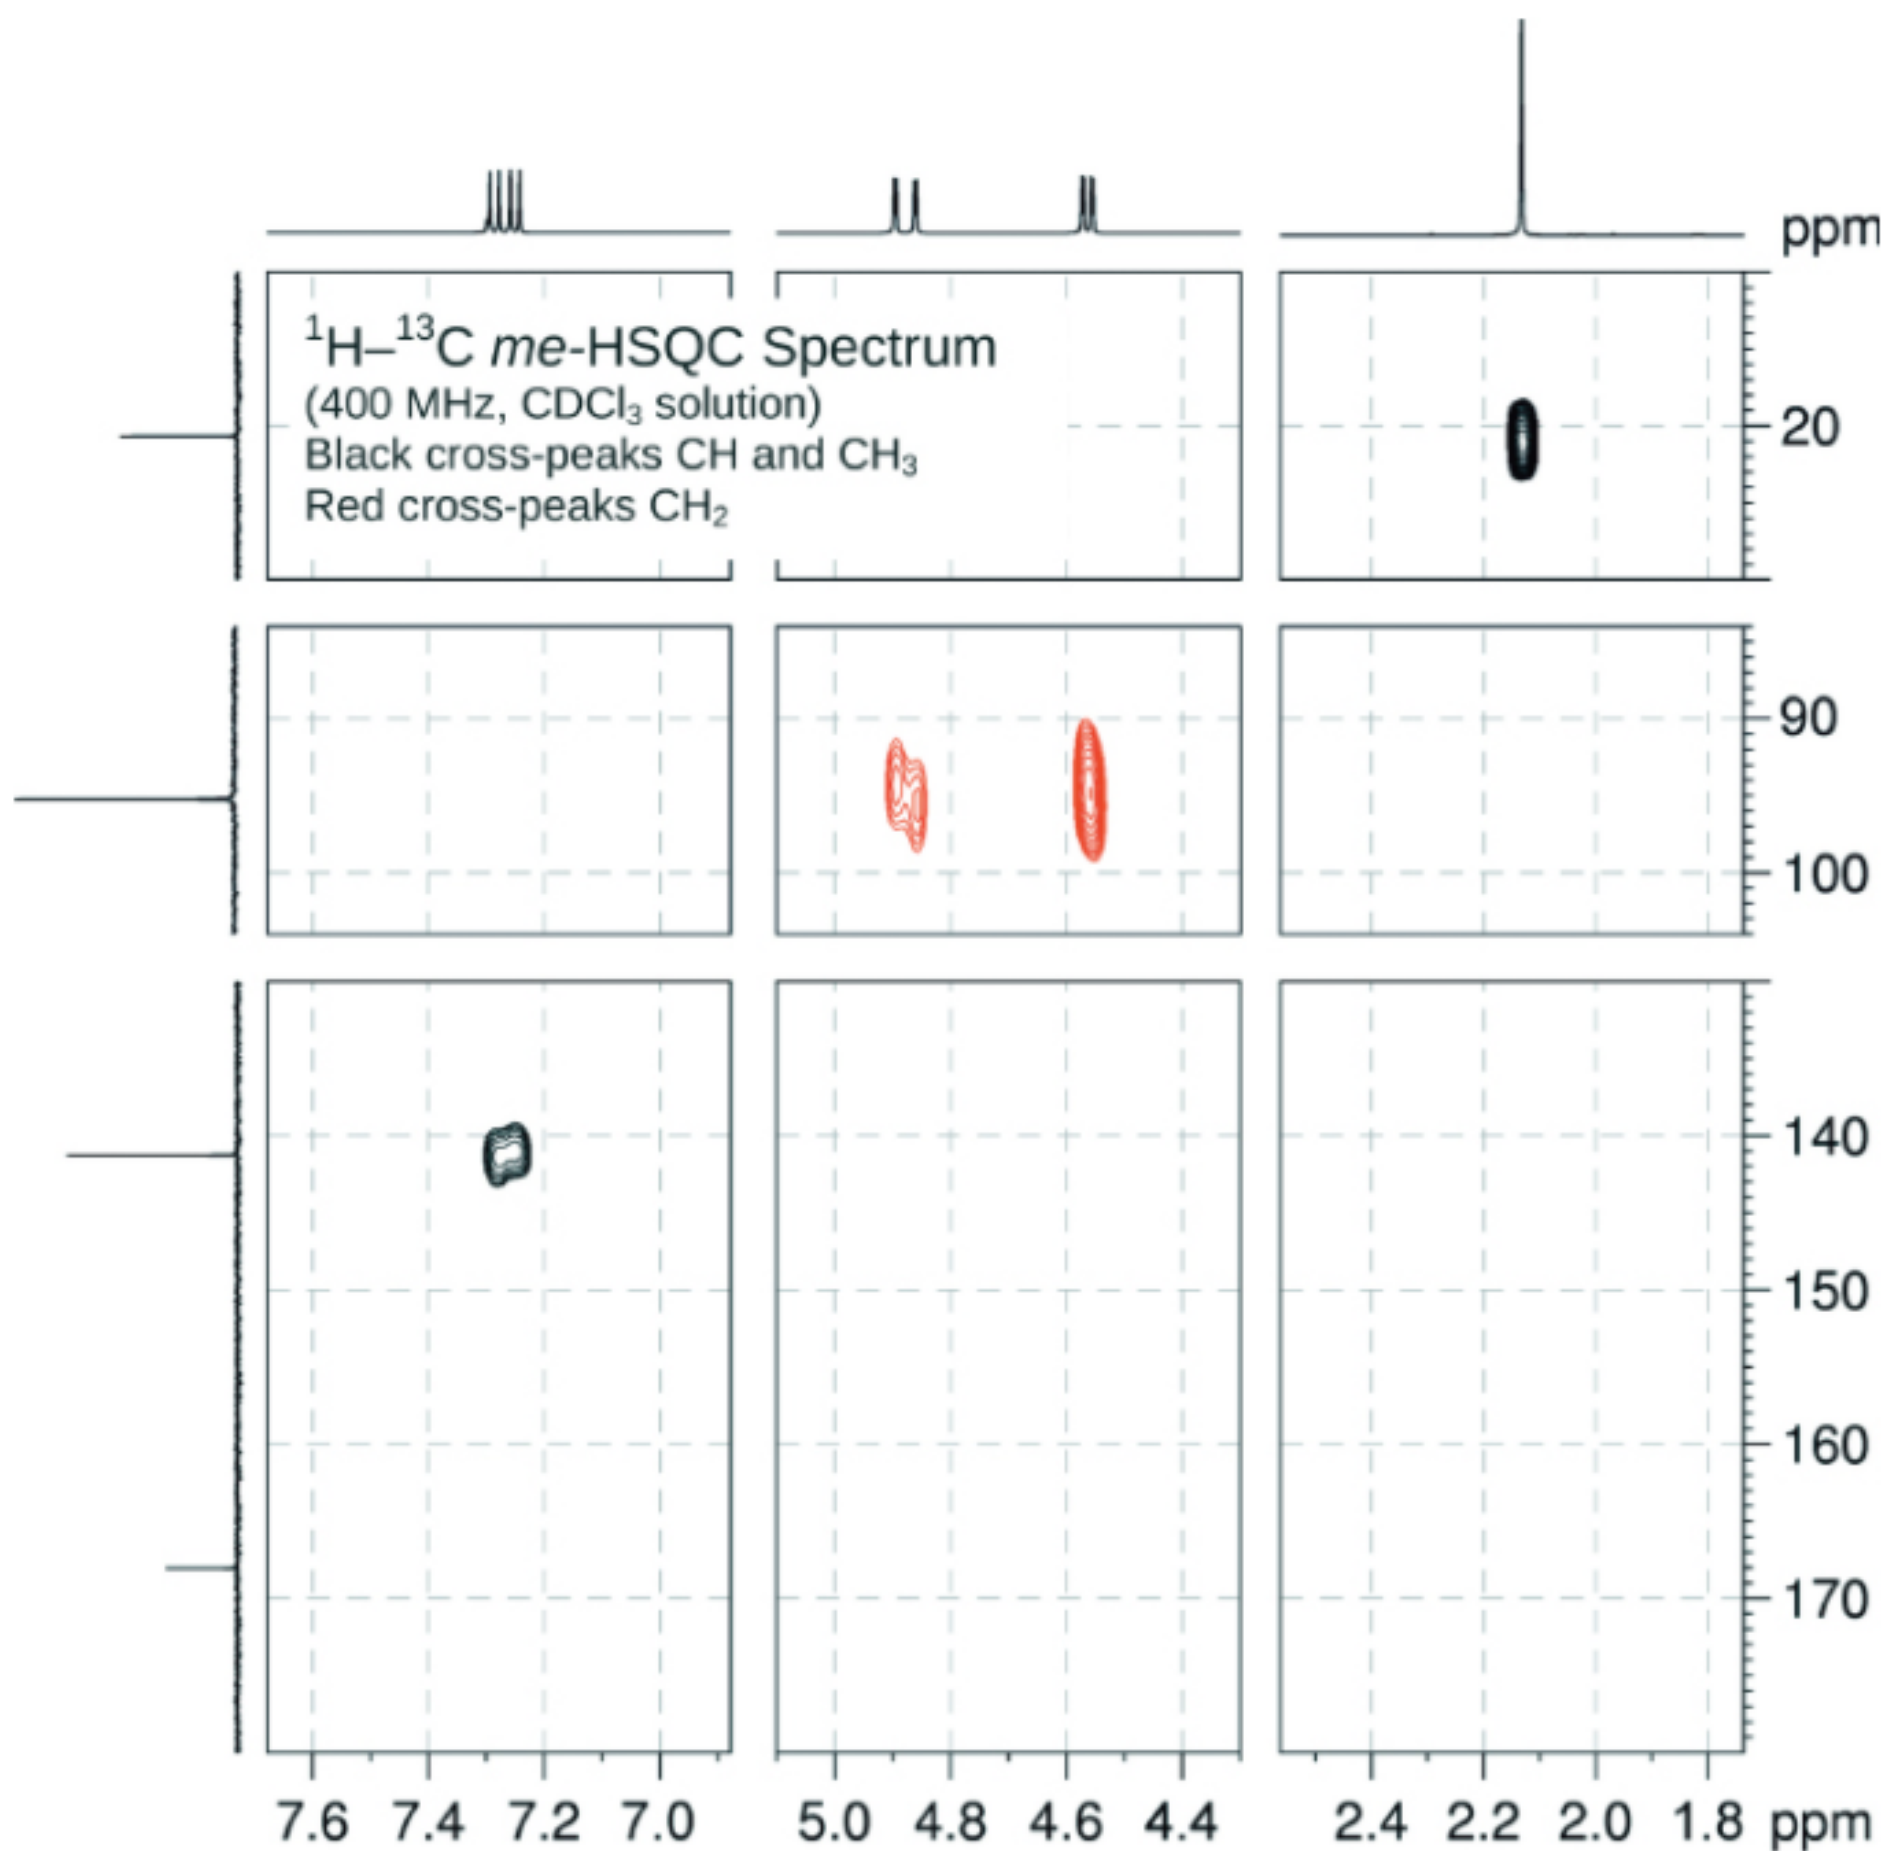 ppm
¹H–¹³C me-HSQC Spectrum
(400 MHz, CDCl₃ solution)
Black cross-peaks CH and CH₃
Red cross-peaks CH₂
20
90
100
140
150
160
170
7.6 7.4 7.2 7.0 5.0 4.8 4.6 4.4 2.4 2.2 2.0 1.8 ppm